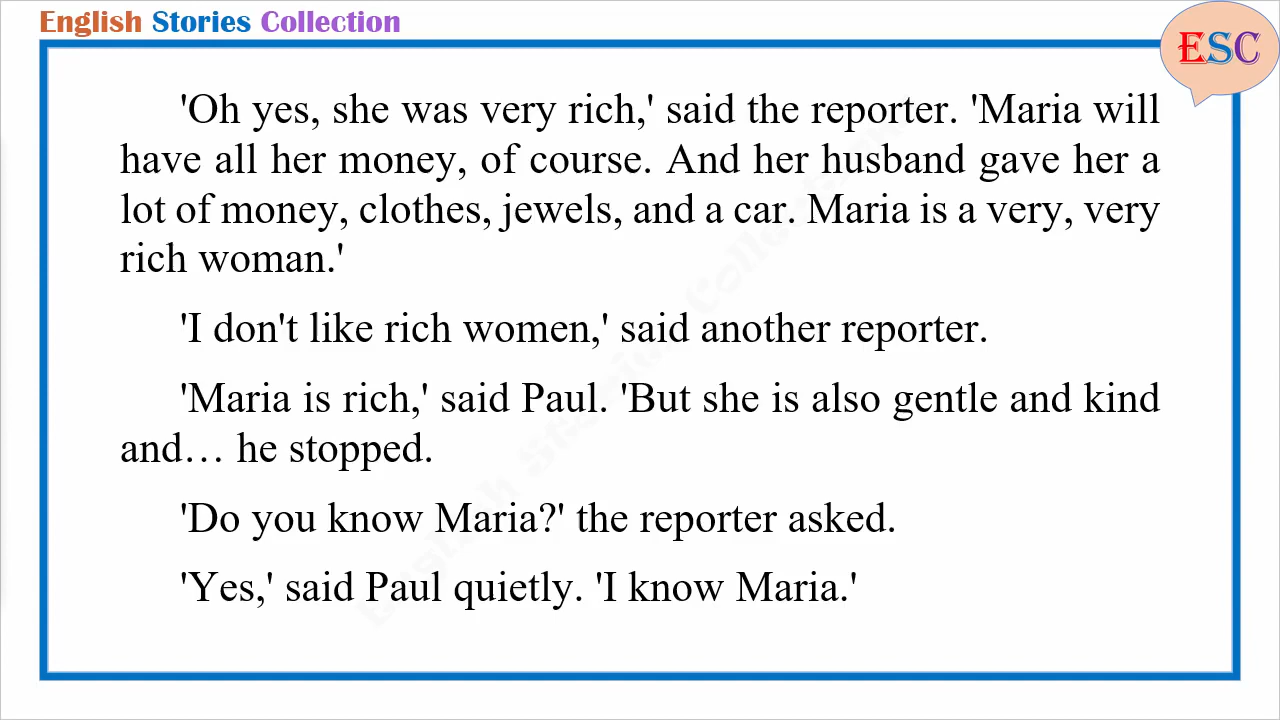 English Stories Collection
ESC
'Oh yes, she was very rich,' said the reporter. 'Maria will
have all her money, of course. And her husband gave her a
lot of money, clothes, jewels, and a car. Maria is a very, very
rich woman.'
'I don't like rich women,' said another reporter.
'Maria is rich,' said Paul. 'But she is also gentle and kind
and… he stopped.
'Do you know Maria?' the reporter asked.
'Yes,' said Paul quietly. 'I know Maria.'
English Stories Collection